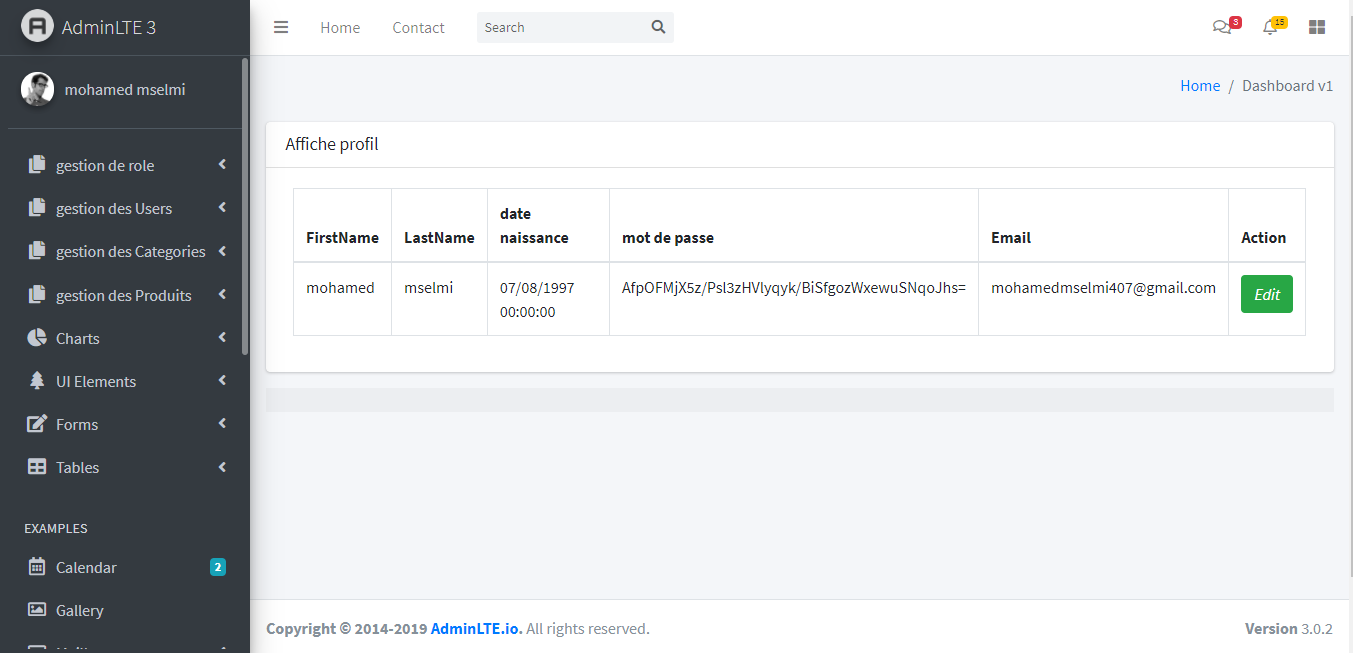 AdminLTE 3
Home
Contact
Search
3
15
mohamed mselmi
Home / Dashboard v1
gestion de role
gestion des Users
gestion des Categories
gestion des Produits
Charts
UI Elements
Forms
Tables
EXAMPLES
Calendar 2
Gallery
Affiche profil
FirstName
LastName
date
naissance
mot de passe
Email
Action
mohamed
mselmi
07/08/1997
00:00:00
AfpOFMjX5z/Psl3zHVlyqyk/BiSfgozWxewuSNqoJhs=
mohamedmselmi407@gmail.com
Edit
Copyright © 2014-2019 AdminLTE.io. All rights reserved.
Version 3.0.2